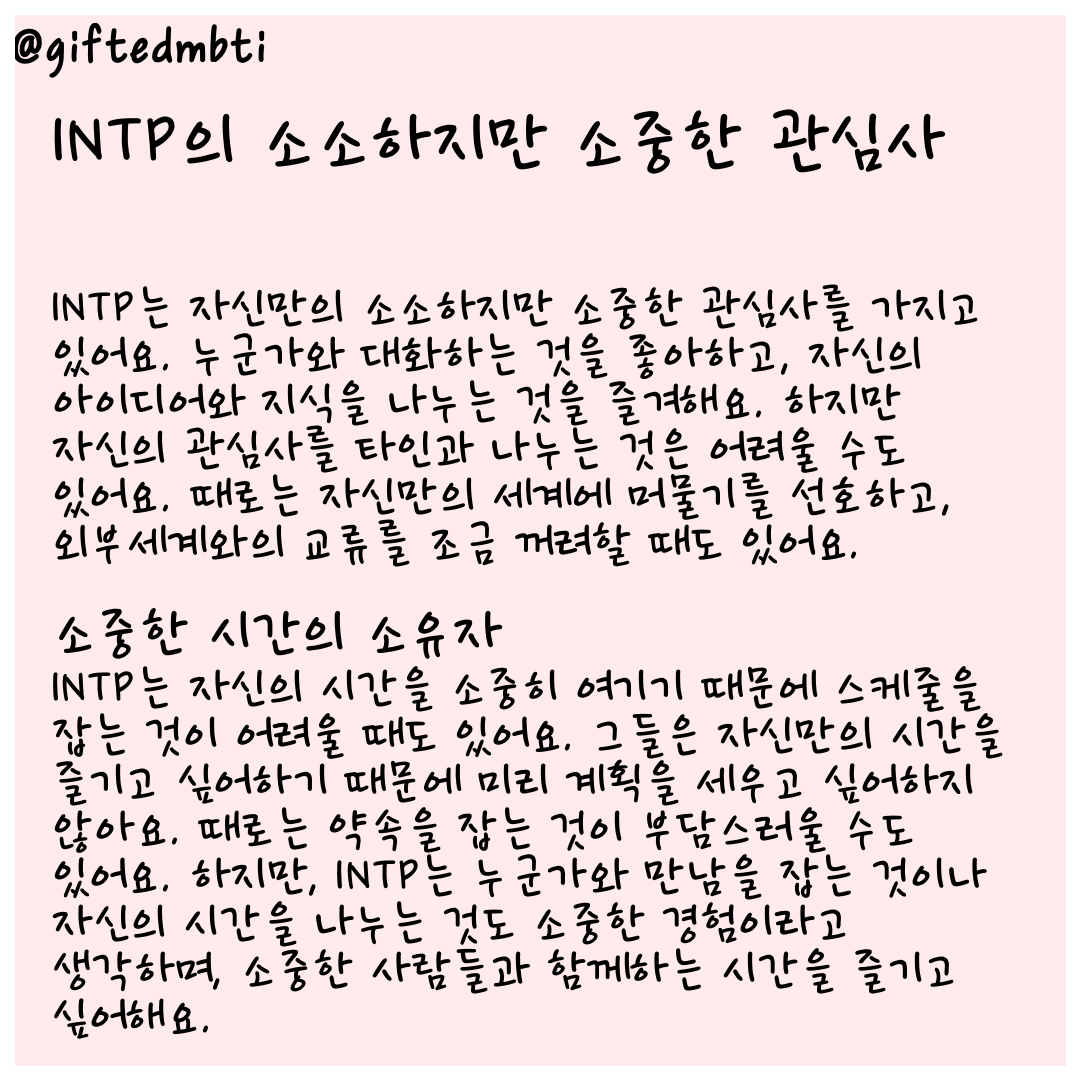 @giftedmbti
INTP의 소소하지만 소중한 관심사
INTP는 자신만의 소소하지만 소중한 관심사를 가지고
있어요. 누군가와 대화하는 것을 좋아하고, 자신의
아이디어와 지식을 나누는 것을 즐겨해요. 하지만
자신의 관심사를 타인과 나누는 것은 어려울 수도
있어요. 때로는 자신만의 세계에 머물기를 선호하고,
외부세계와의 교류를 조금 꺼려할 때도 있어요.
소중한 시간의 소유자
INTP는 자신의 시간을 소중히 여기기 때문에 스케줄을
잡는 것이 어려울 때도 있어요. 그들은 자신만의 시간을
즐기고 싶어하기 때문에 미리 계획을 세우고 싶어하지
않아요. 때로는 약속을 잡는 것이 부담스러울 수도
있어요. 하지만, INTP는 누군가와 만남을 잡는 것이나
자신의 시간을 나누는 것도 소중한 경험이라고
생각하며, 소중한 사람들과 함께하는 시간을 즐기고
싶어해요.